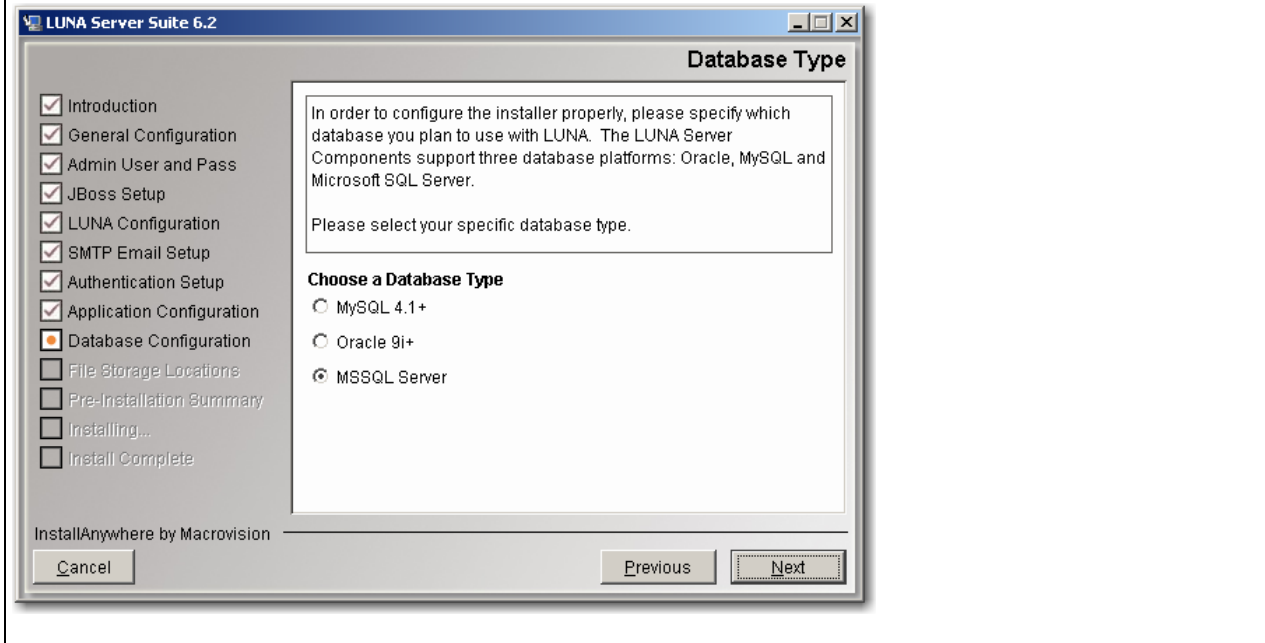 LUNA Server Suite 6.2
Database Type
Introduction
General Configuration
Admin User and Pass
JBoss Setup
LUNA Configuration
SMTP Email Setup
Authentication Setup
Application Configuration
Database Configuration
File Storage Locations
Pre-Installation Summary
Installing...
Install Complete
In order to configure the installer properly, please specify which
database you plan to use with LUNA. The LUNA Server
Components support three database platforms: Oracle, MySQL and
Microsoft SQL Server.
Please select your specific database type.
Choose a Database Type
MySQL 4.1+
Oracle 9i+
MSSQL Server
InstallAnywhere by Macrovision
Cancel
Previous
Next